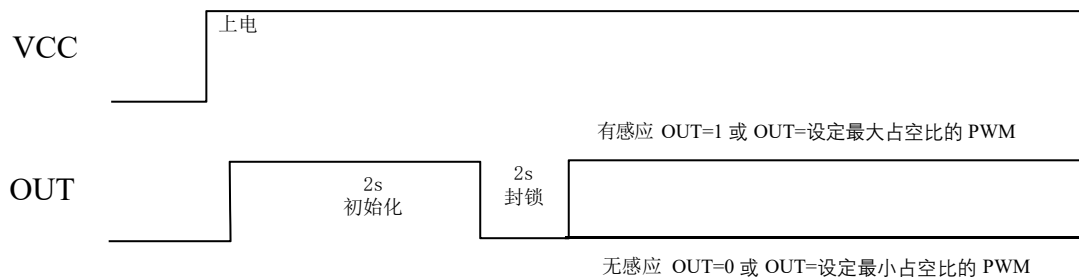 上电
VCC
有感应 OUT=1 或 OUT=设定最大占空比的 PWM
OUT
2s
初始化
2s
封锁
无感应 OUT=0 或 OUT=设定最小占空比的 PWM